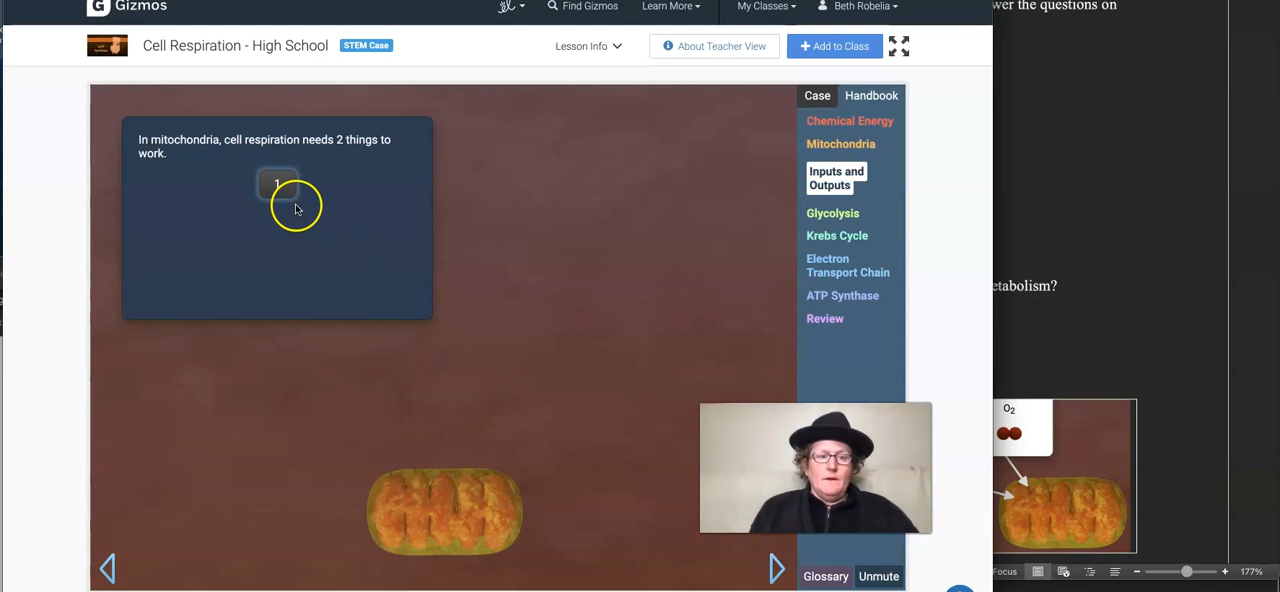 G Gizmos
Find Gizmos
Learn More
My Classes
Beth Robelia
wer the questions on
Cell Respiration - High School
STEM Case
Lesson Info
About Teacher View
+ Add to Class
In mitochondria, cell respiration needs 2 things to
work.
1
Case
Handbook
Chemical Energy
Mitochondria
Inputs and
Outputs
Glycolysis
Krebs Cycle
Electron
Transport Chain
ATP Synthase
Review
Glossary
Unmute
etabolism?
O2
Focus
177%